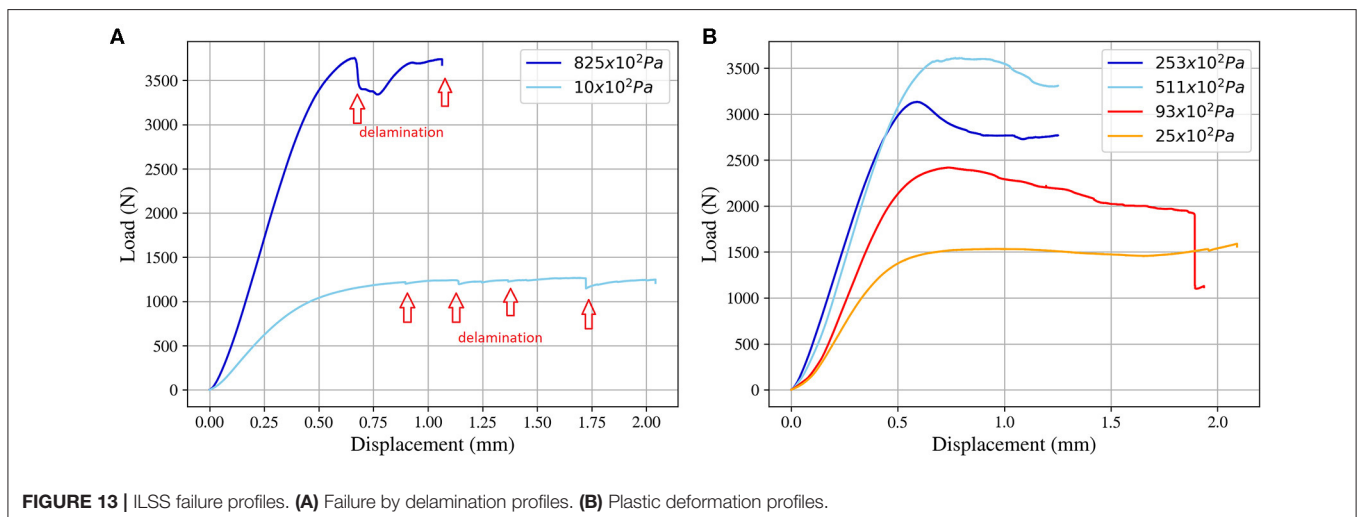 A
Load (N)
3500
3000
2500
2000
1500
1000
500
0
825x10²Pa
10x10²Pa
delamination
delamination
0.00 0.25 0.50 0.75 1.00 1.25 1.50 1.75 2.00
Displacement (mm)
B
Load (N)
3500
3000
2500
2000
1500
1000
500
0
253x10²Pa
511x10²Pa
93x10²Pa
25x10²Pa
0.0 0.5 1.0 1.5 2.0
Displacement (mm)
FIGURE 13 | ILSS failure profiles. (A) Failure by delamination profiles. (B) Plastic deformation profiles.